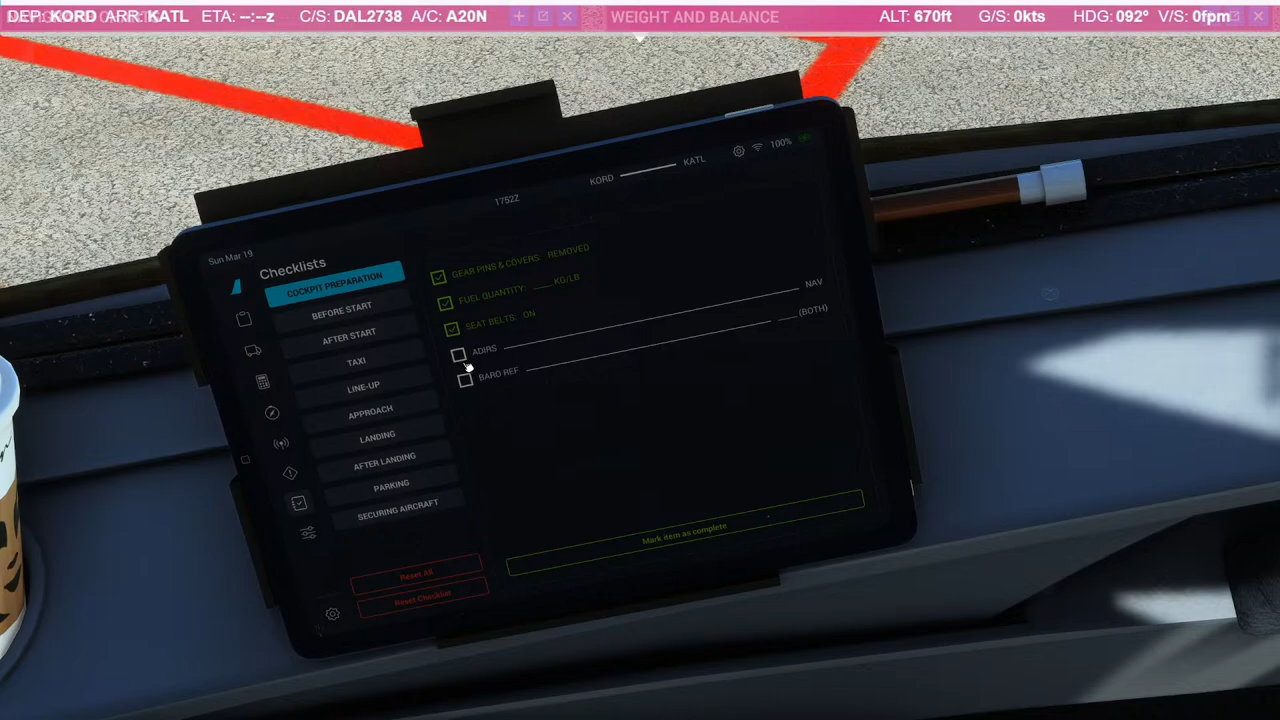 DEP: KORD ARR: KATL ETA: --:--z C/S: DAL2738 A/C: A20N
WEIGHT AND BALANCE
ALT: 670ft G/S: 0kts HDG: 092° V/S: 0fpm
Sun Mar 19
1752Z
KORD KATL
100%
Checklists
COCKPIT PREPARATION
BEFORE START
AFTER START
TAXI
LINE-UP
APPROACH
LANDING
AFTER LANDING
PARKING
SECURING AIRCRAFT
GEAR PINS & COVERS: REMOVED
FUEL QUANTITY: ___ KG/LB
SEAT BELTS: ON
ADIRS NAV
BARO REF ___ (BOTH)
Mark item as complete
Reset All
Reset Checklist